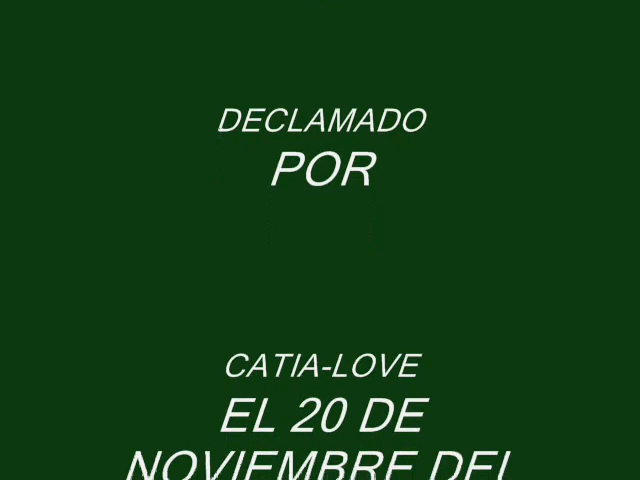 DECLAMADO
POR
CATIA-LOVE
EL 20 DE
NOVIEMBRE DEL